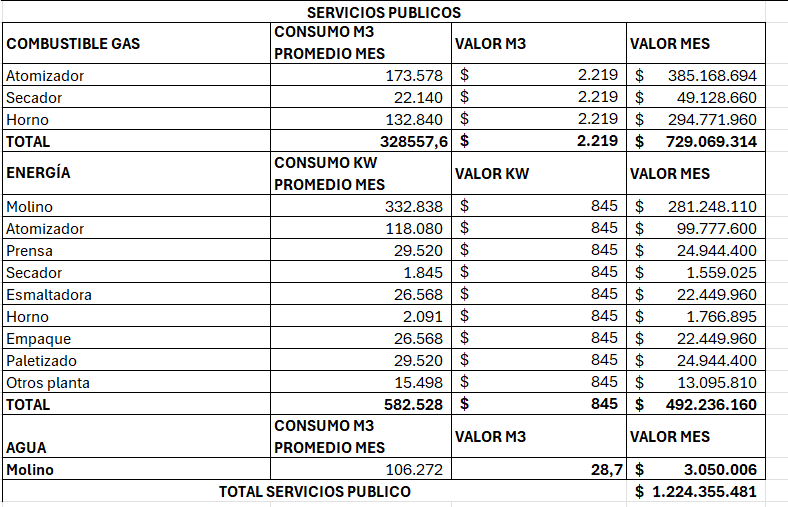 SERVICIOS PUBLICOS
COMBUSTIBLE GAS CONSUMO M3 PROMEDIO MES VALOR M3 VALOR MES
Atomizador 173.578 $ 2.219 $ 385.168.694
Secador 22.140 $ 2.219 $ 49.128.660
Horno 132.840 $ 2.219 $ 294.771.960
TOTAL 328557,6 $ 2.219 $ 729.069.314
ENERGÍA CONSUMO KW PROMEDIO MES VALOR KW VALOR MES
Molino 332.838 $ 845 $ 281.248.110
Atomizador 118.080 $ 845 $ 99.777.600
Prensa 29.520 $ 845 $ 24.944.400
Secador 1.845 $ 845 $ 1.559.025
Esmaltadora 26.568 $ 845 $ 22.449.960
Horno 2.091 $ 845 $ 1.766.895
Empaque 26.568 $ 845 $ 22.449.960
Paletizado 29.520 $ 845 $ 24.944.400
Otros planta 15.498 $ 845 $ 13.095.810
TOTAL 582.528 $ 845 $ 492.236.160
AGUA CONSUMO M3 PROMEDIO MES VALOR M3 VALOR MES
Molino 106.272 28,7 $ 3.050.006
TOTAL SERVICIOS PUBLICO $ 1.224.355.481